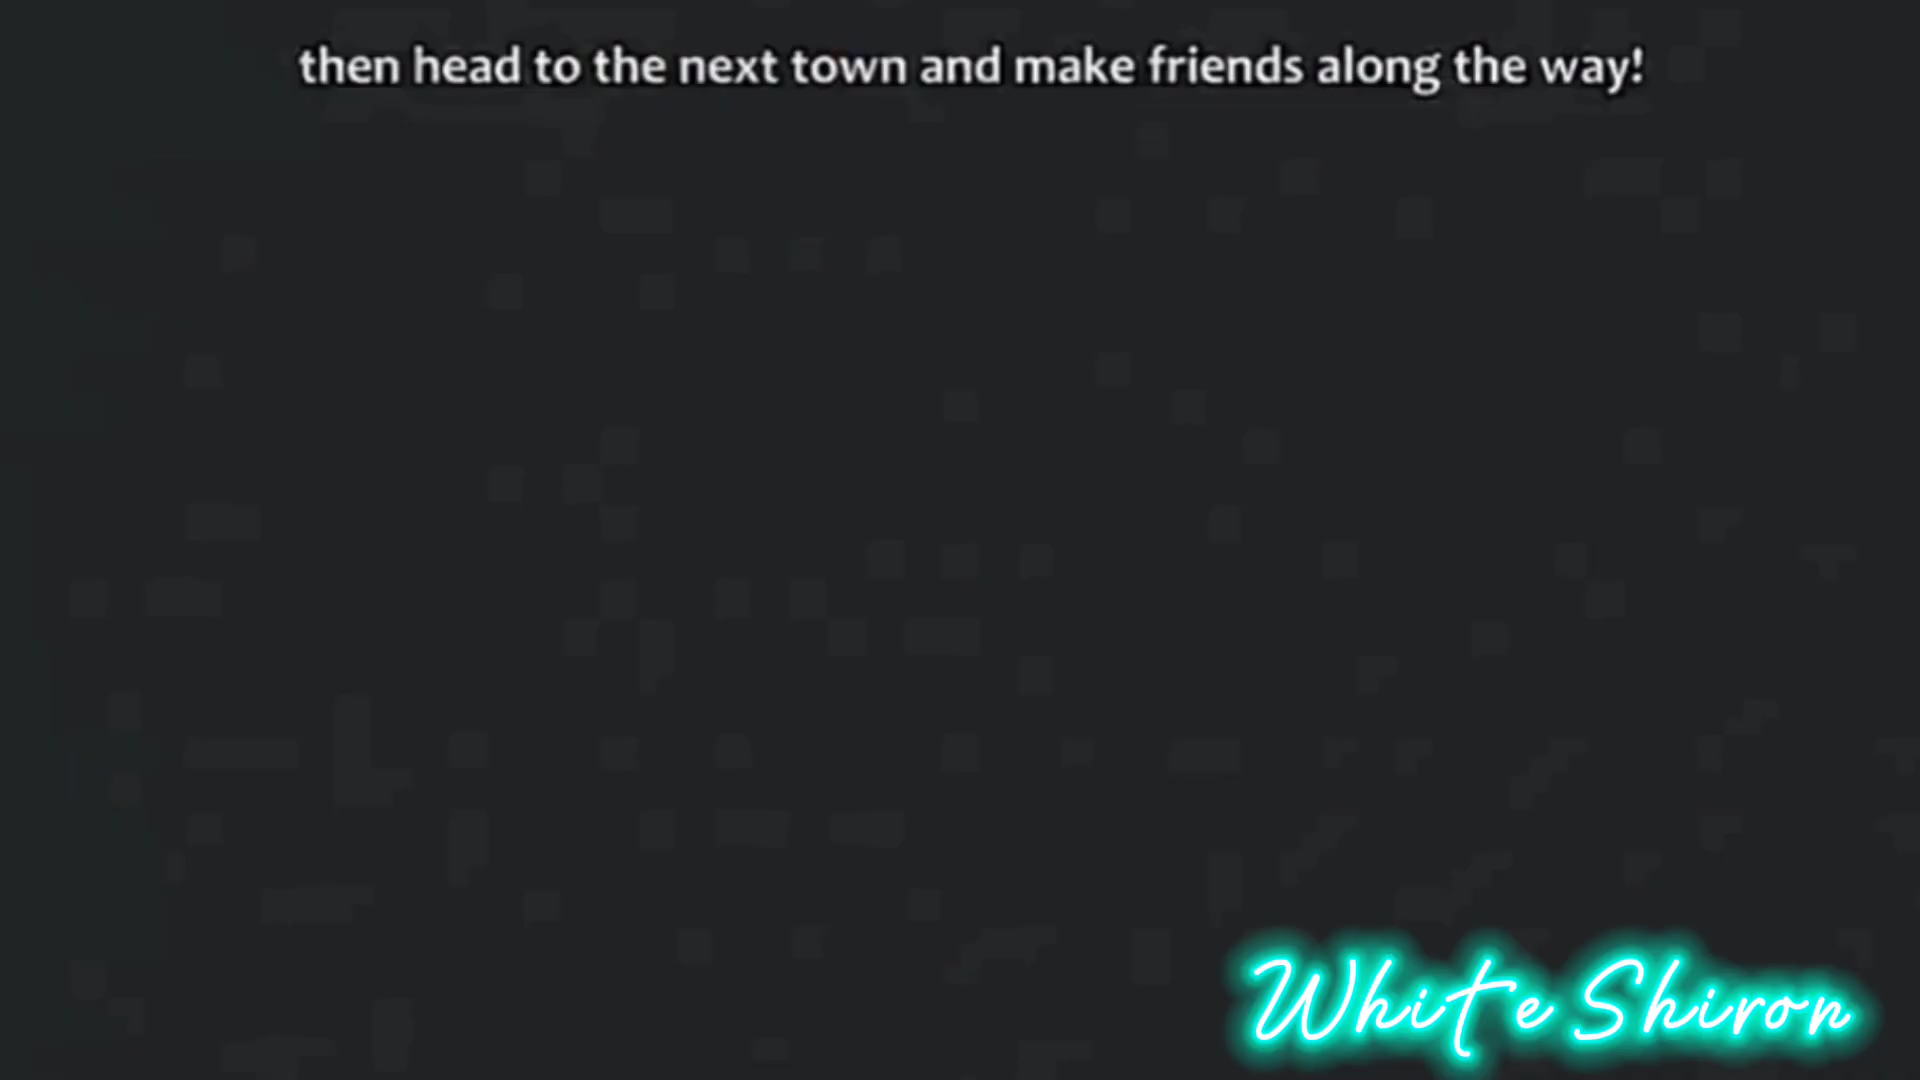 then head to the next town and make friends along the way!
White Shiron